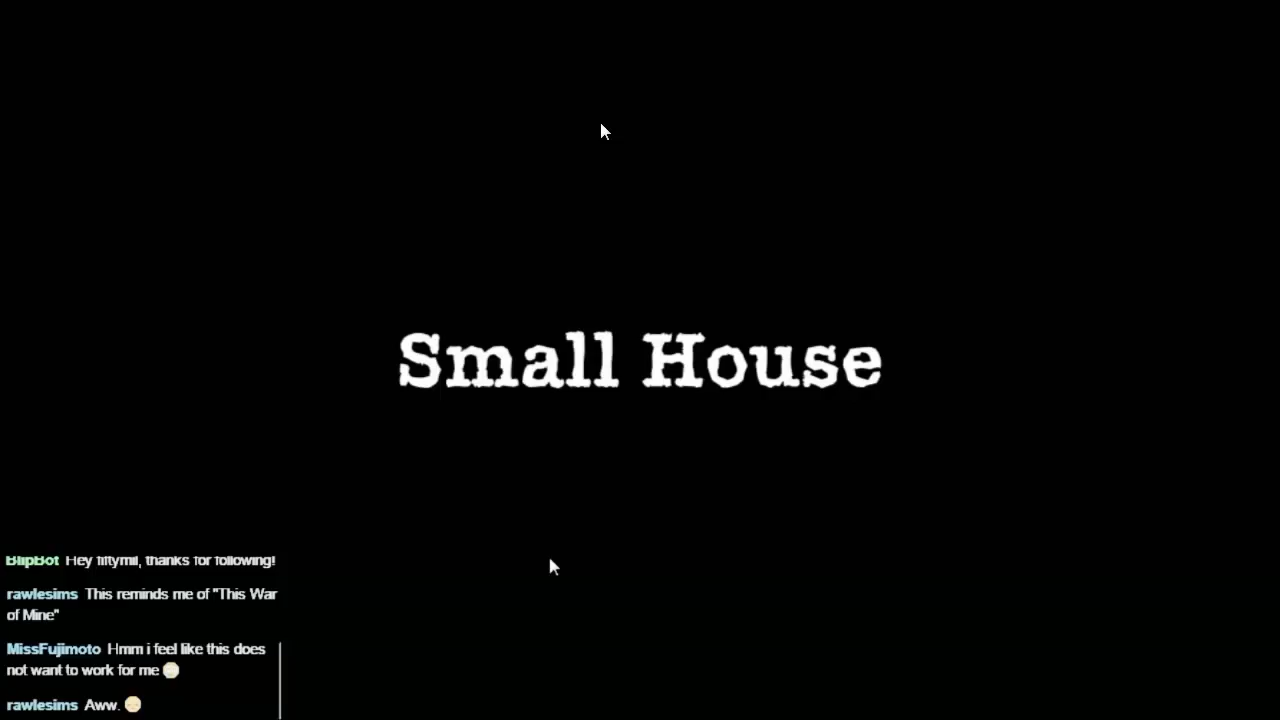 Small House
BlipBot Hey fiftymil, thanks for following!
rawlesims This reminds me of "This War
of Mine"
MissFujimoto Hmm i feel like this does
not want to work for me
rawlesims Aww.